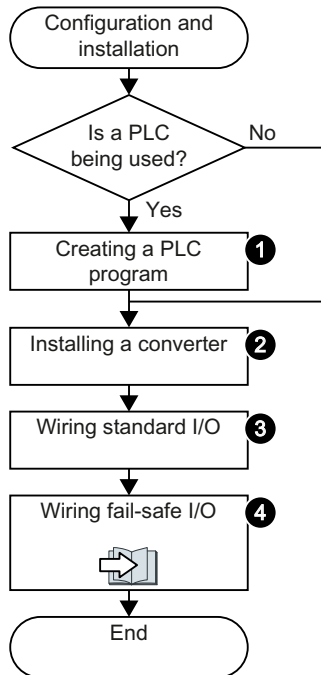 Configuration and
installation
Is a PLC
being used?
No
Yes
Creating a PLC
program
1
Installing a converter
2
Wiring standard I/O
3
Wiring fail-safe I/O
4
End